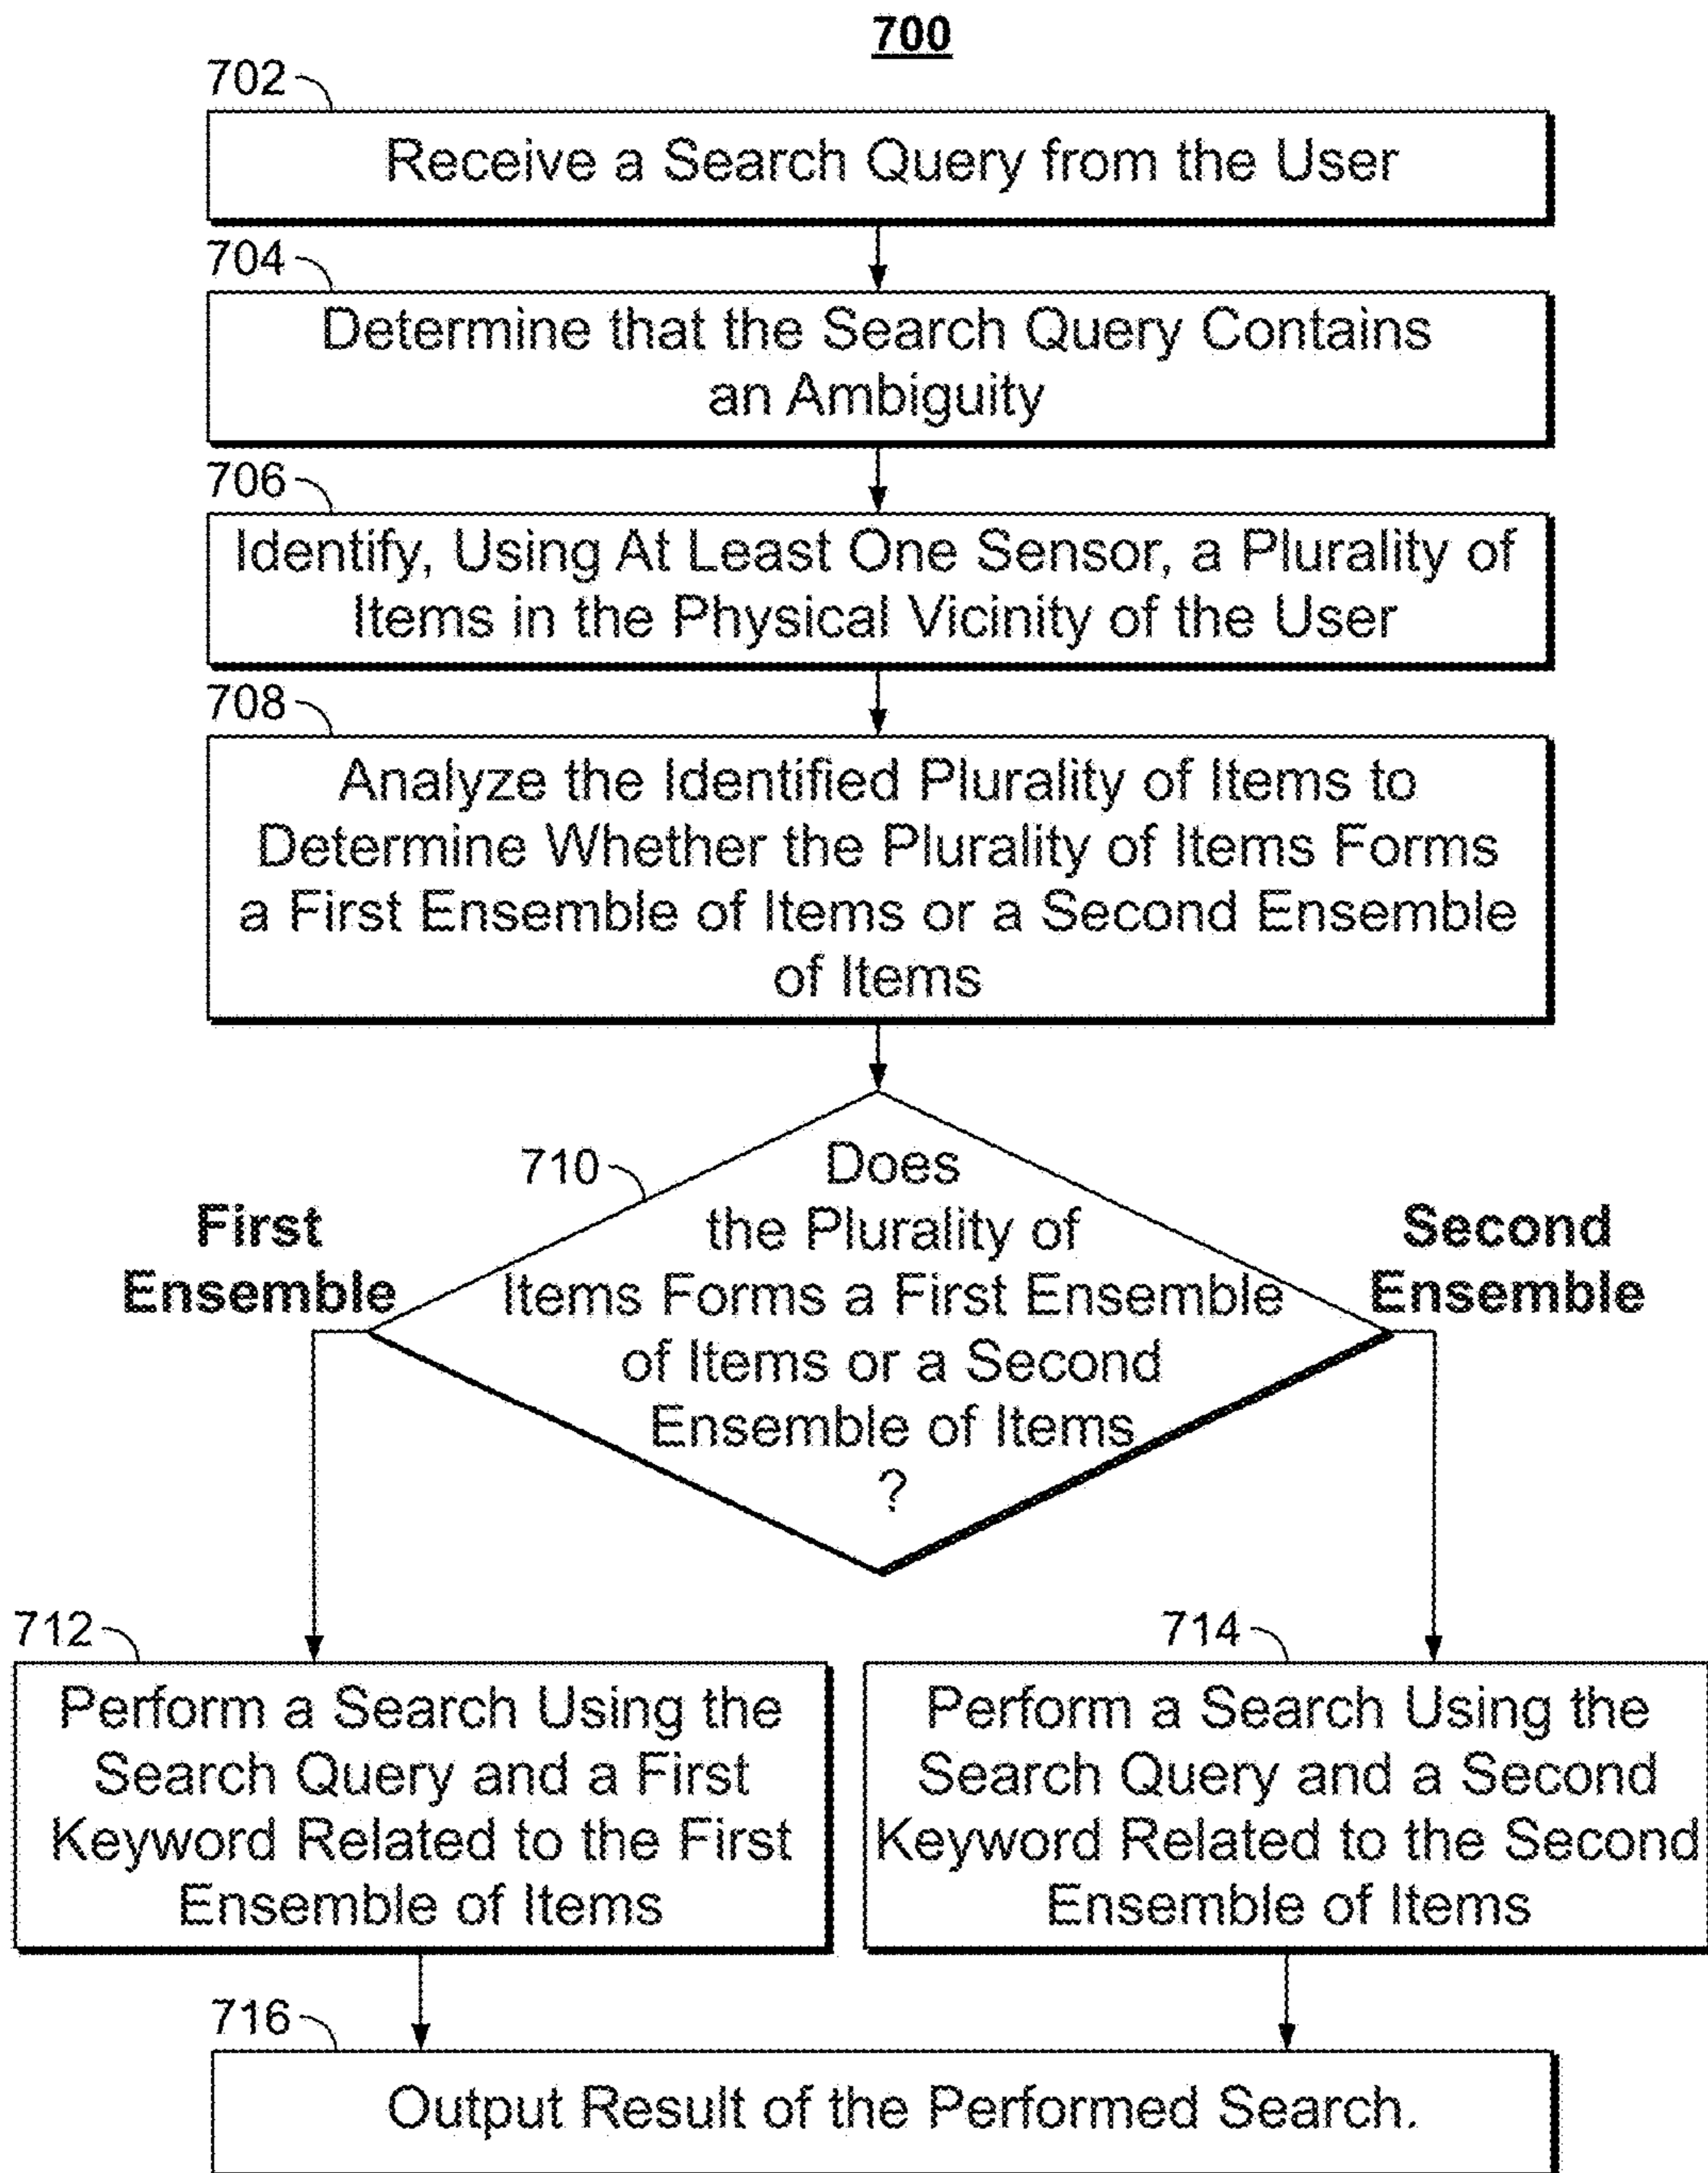 700
702
Receive a Search Query from the User
704
Determine that the Search Query Contains
an Ambiguity
706
Identify, Using At Least One Sensor, a Plurality of
Items in the Physical Vicinity of the User
708
Analyze the Identified Plurality of Items to
Determine Whether the Plurality of Items Forms
a First Ensemble of Items or a Second Ensemble
of Items
710
Does
the Plurality of
Items Forms a First Ensemble
of Items or a Second
Ensemble of Items
?
First
Ensemble
Second
Ensemble
712
Perform a Search Using the
Search Query and a First
Keyword Related to the First
Ensemble of Items
714
Perform a Search Using the
Search Query and a Second
Keyword Related to the Second
Ensemble of Items
716
Output Result of the Performed Search.